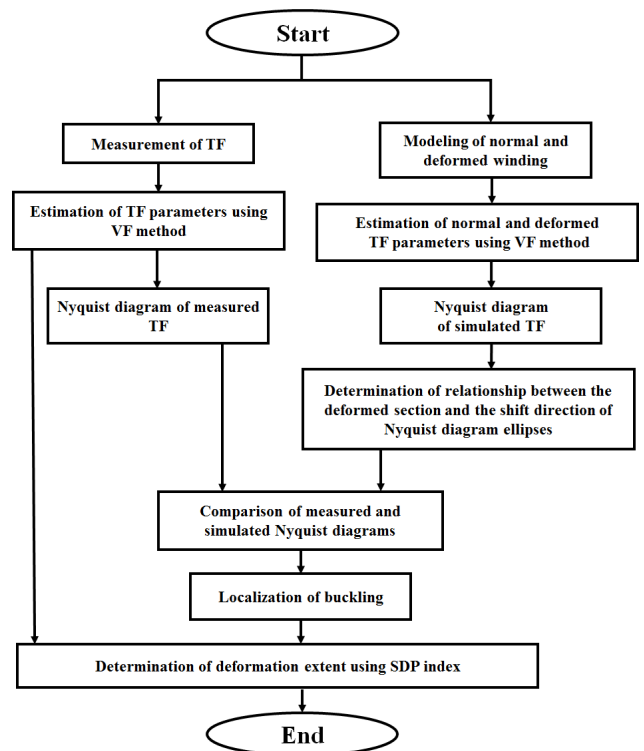 Start
Measurement of TF
Estimation of TF parameters using
VF method
Nyquist diagram of measured
TF
Modeling of normal and
deformed winding
Estimation of normal and deformed
TF parameters using VF method
Nyquist diagram
of simulated TF
Determination of relationship between the
deformed section and the shift direction of
Nyquist diagram ellipses
Comparison of measured and
simulated Nyquist diagrams
Localization of buckling
Determination of deformation extent using SDP index
End